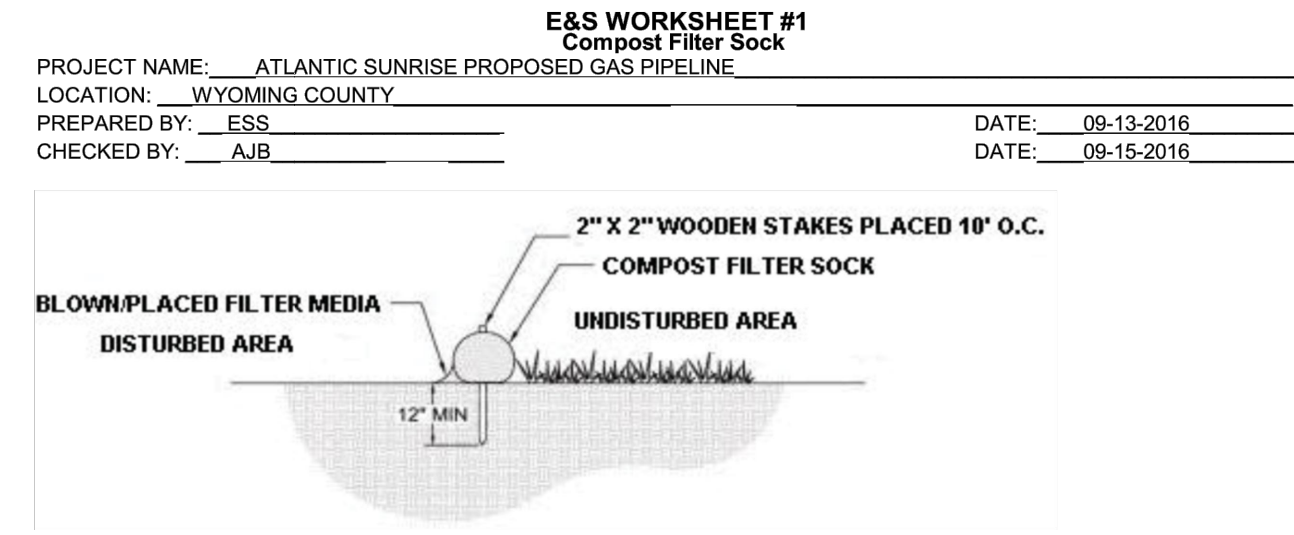 E&S WORKSHEET #1
Compost Filter Sock
PROJECT NAME: ATLANTIC SUNRISE PROPOSED GAS PIPELINE
LOCATION: WYOMING COUNTY
PREPARED BY: ESS DATE: 09-13-2016
CHECKED BY: AJB DATE: 09-15-2016
2" X 2" WOODEN STAKES PLACED 10' O.C.
COMPOST FILTER SOCK
BLOWN/PLACED FILTER MEDIA
UNDISTURBED AREA
DISTURBED AREA
12" MIN